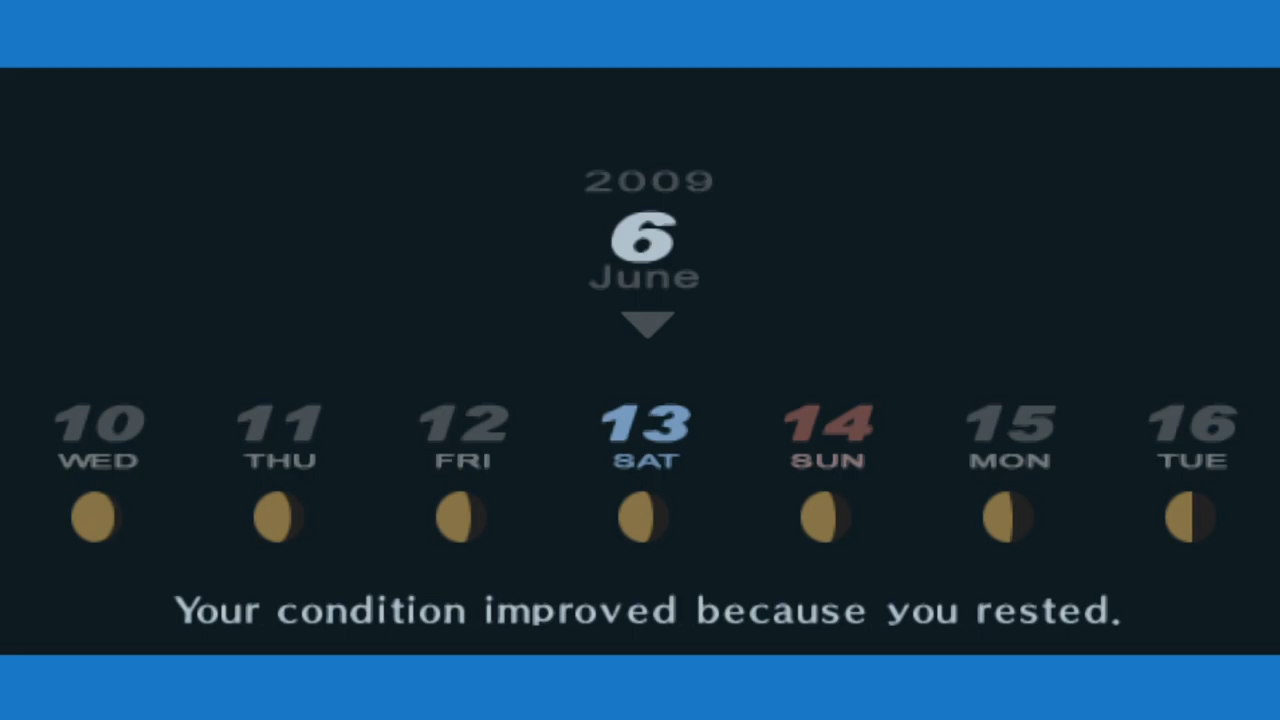 2009
6
June
10 11 12 13 14 15 16
WED THU FRI SAT SUN MON TUE
Your condition improved because you rested.